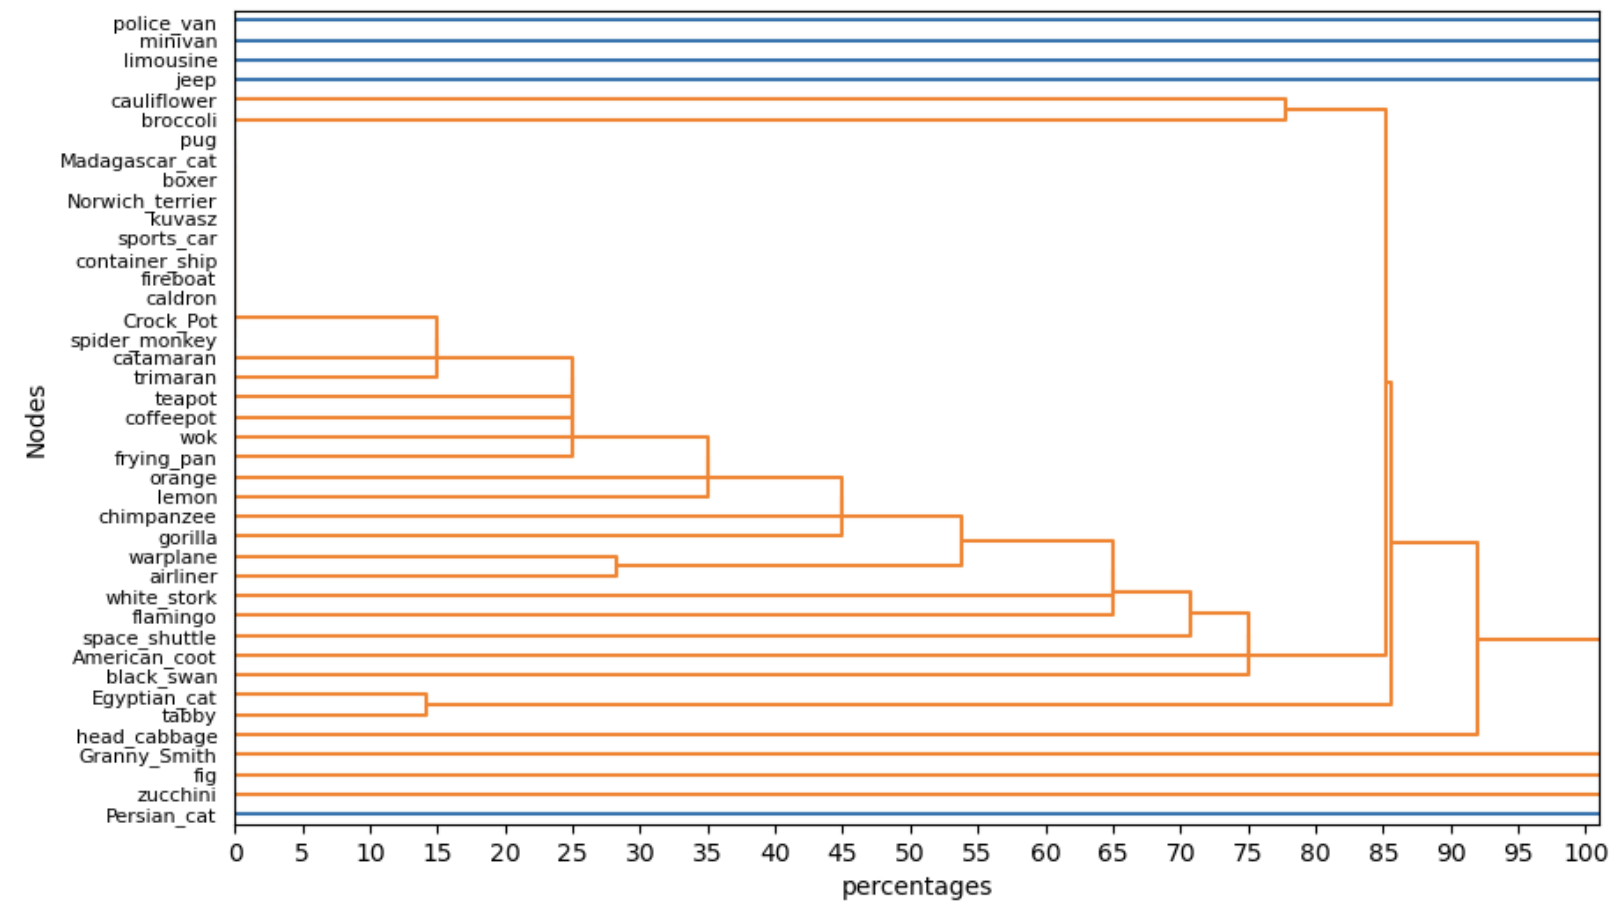 police_van
minivan
limousine
jeep
cauliflower
broccoli
pug
Madagascar_cat
boxer
Norwich_terrier
kuvasz
sports_car
container_ship
fireboat
caldron
Crock_Pot
spider_monkey
catamaran
trimaran
teapot
coffeepot
wok
frying_pan
orange
lemon
chimpanzee
gorilla
warplane
airliner
white_stork
flamingo
space_shuttle
American_coot
black_swan
Egyptian_cat
tabby
head_cabbage
Granny_Smith
fig
zucchini
Persian_cat
Nodes
0 5 10 15 20 25 30 35 40 45 50 55 60 65 70 75 80 85 90 95 100
percentages